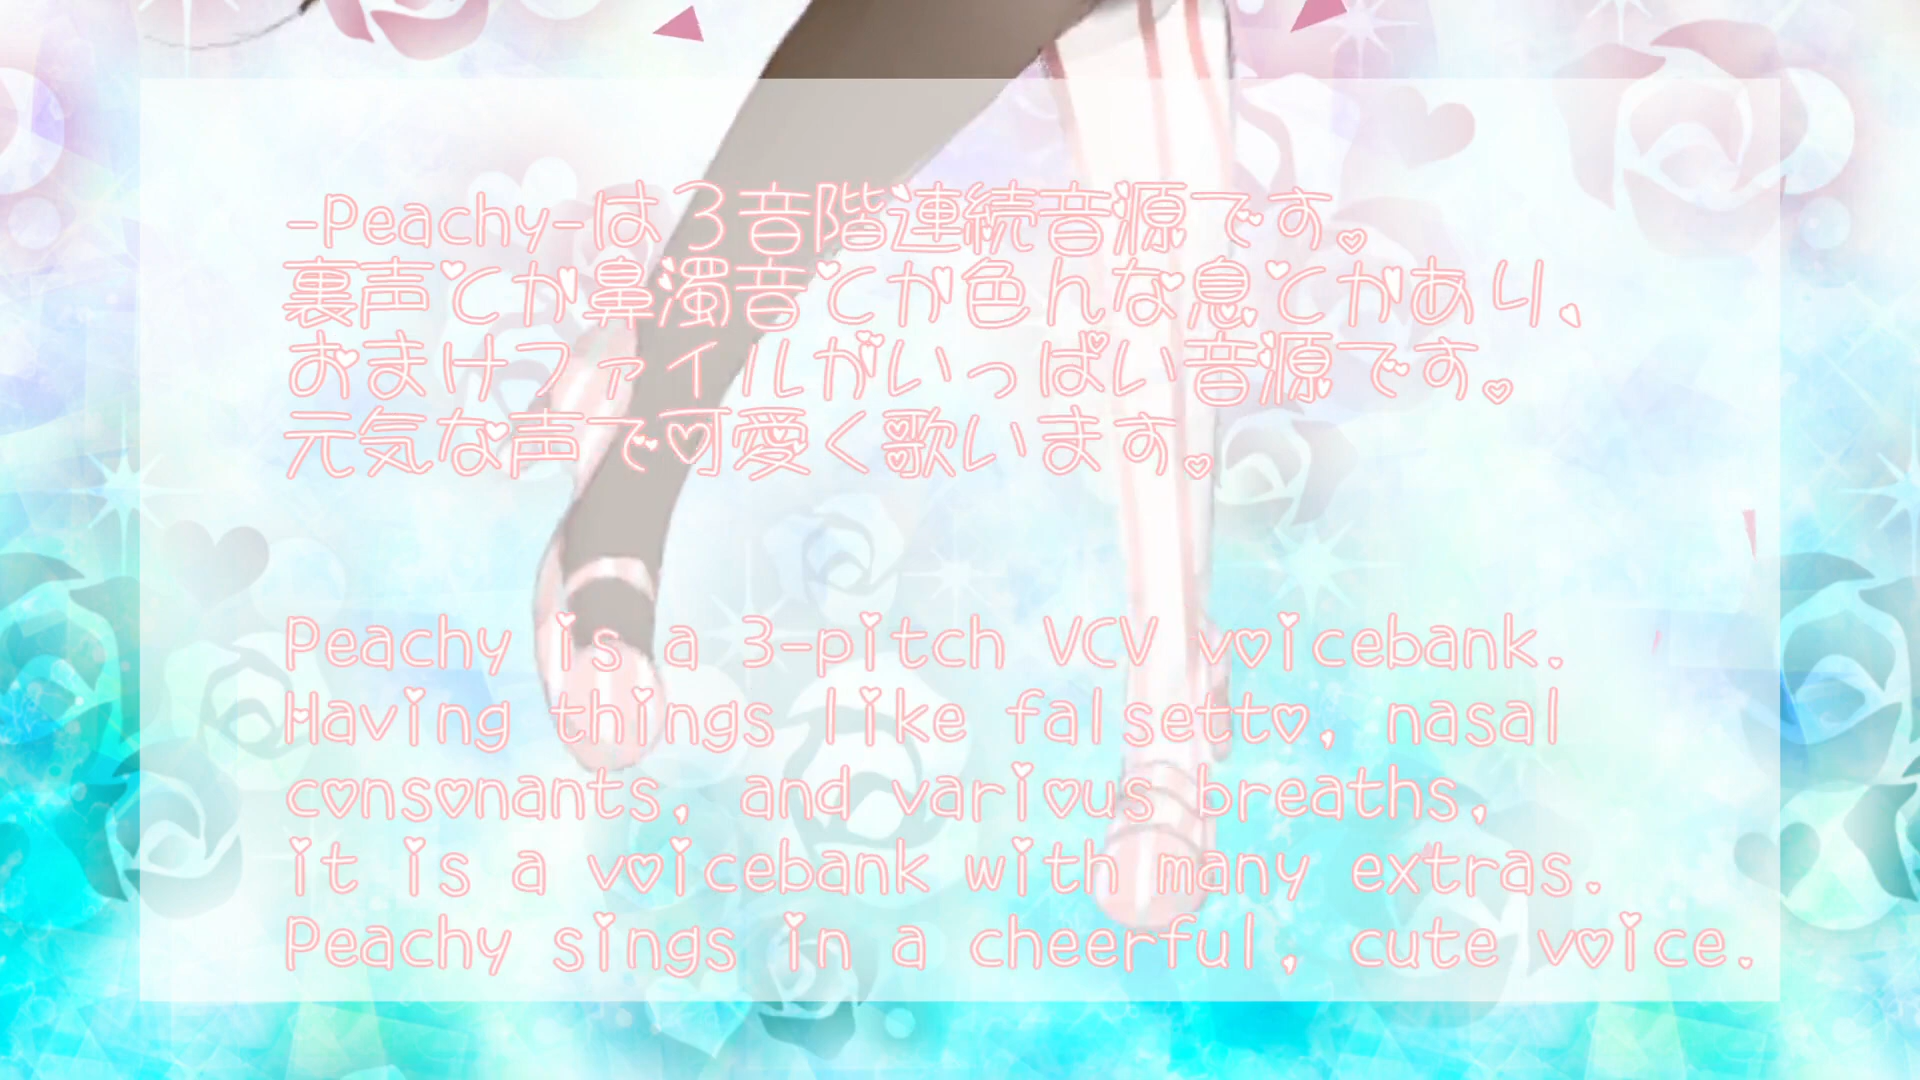 -Peachy-は３音階連続音源です。
裏声とか鼻濁音とか色んな息とかあり、
おまけファイルがいっぱい音源です。
元気な声で可愛く歌います。
Peachy is a 3-pitch VCV voicebank.
Having things like falsetto, nasal
consonants, and various breaths,
it is a voicebank with many extras.
Peachy sings in a cheerful, cute voice.